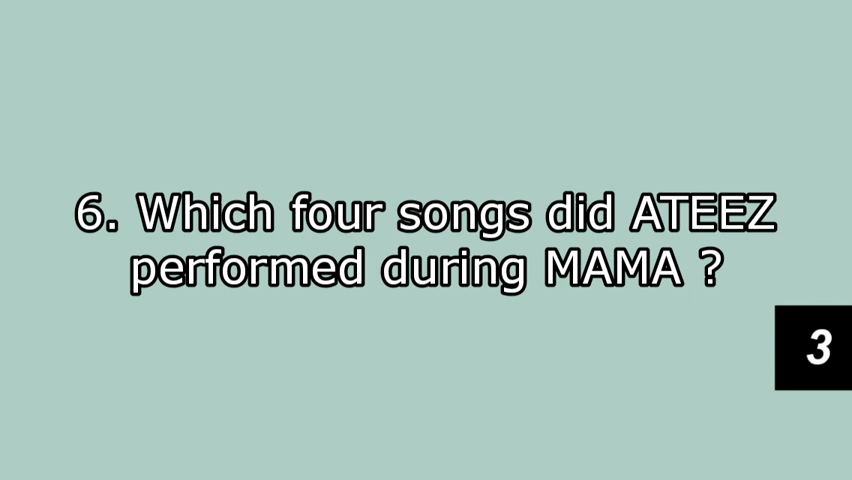 6. Which four songs did ATEEZ
performed during MAMA ?
3